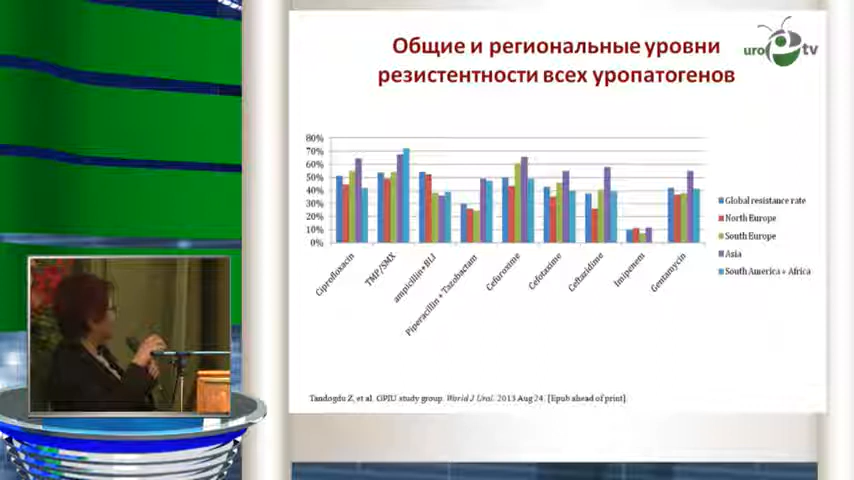 Общие и региональные уровни
резистентности всех уропатогенов
uro tv
80%
70%
60%
50%
40%
30%
20%
10%
0%
Ciprofloxacin
TMP/SMX
ampicillin+BLI
Piperacillin + Tazobactam
Cefuroxime
Cefotaxime
Ceftazidime
Imipenem
Gentamycin
Global resistance rate
North Europe
South Europe
Asia
South America + Africa
Tandogdu Z, et al. GPIU study group. World J Urol. 2013 Aug 24. [Epub ahead of print].